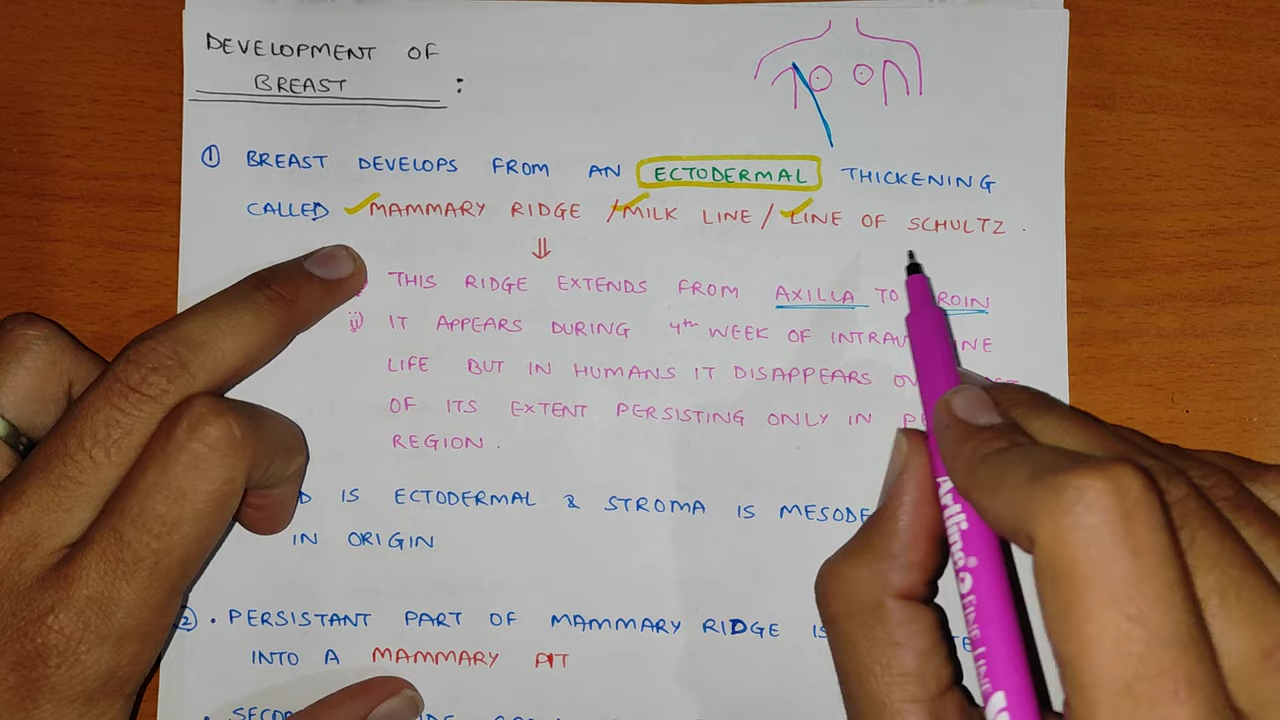 DEVELOPMENT OF
BREAST :
① BREAST DEVELOPS FROM AN ECTODERMAL THICKENING
CALLED MAMMARY RIDGE / MILK LINE / LINE OF SCHULTZ .
⇓
THIS RIDGE EXTENDS FROM AXILLA TO
ii) IT APPEARS DURING 4th WEEK OF
LIFE BUT IN HUMANS IT DISAPPEARS
OF ITS EXTENT PERSISTING ONLY IN
REGION .
IS ECTODERMAL & STROMA IS
IN ORIGIN
② . PERSISTANT PART OF MAMMARY RIDGE
INTO A MAMMARY PIT
Artline